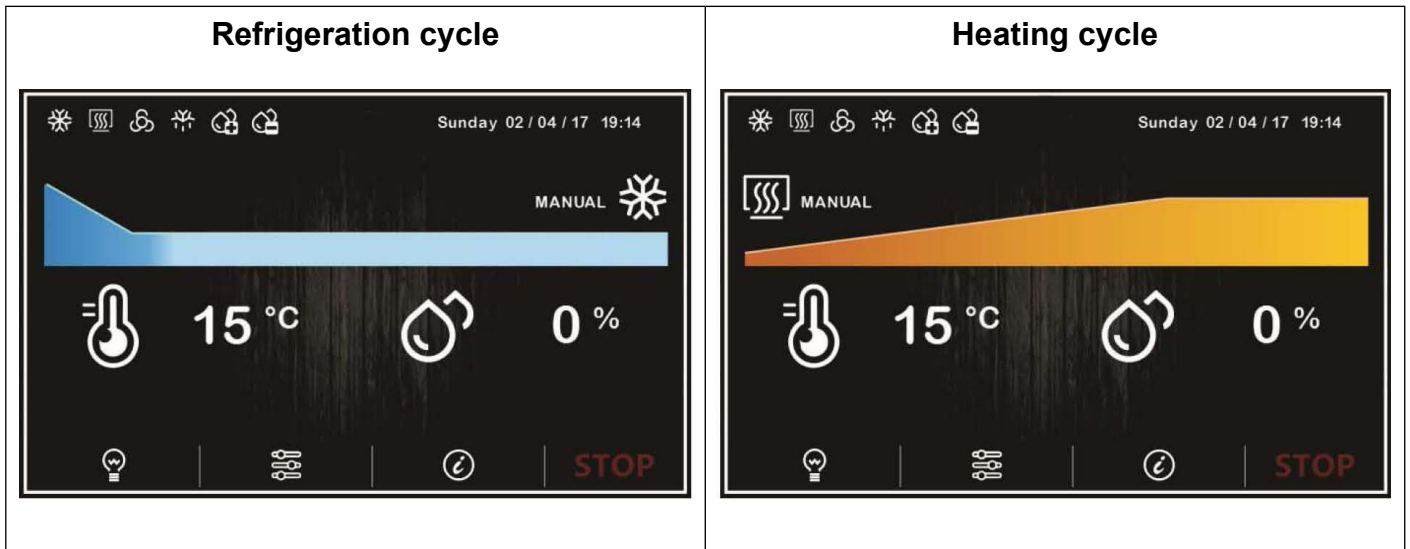 Refrigeration cycle
Sunday 02 / 04 / 17 19:14
MANUAL
15 °C
0 %
STOP
Heating cycle
Sunday 02 / 04 / 17 19:14
MANUAL
15 °C
0 %
STOP